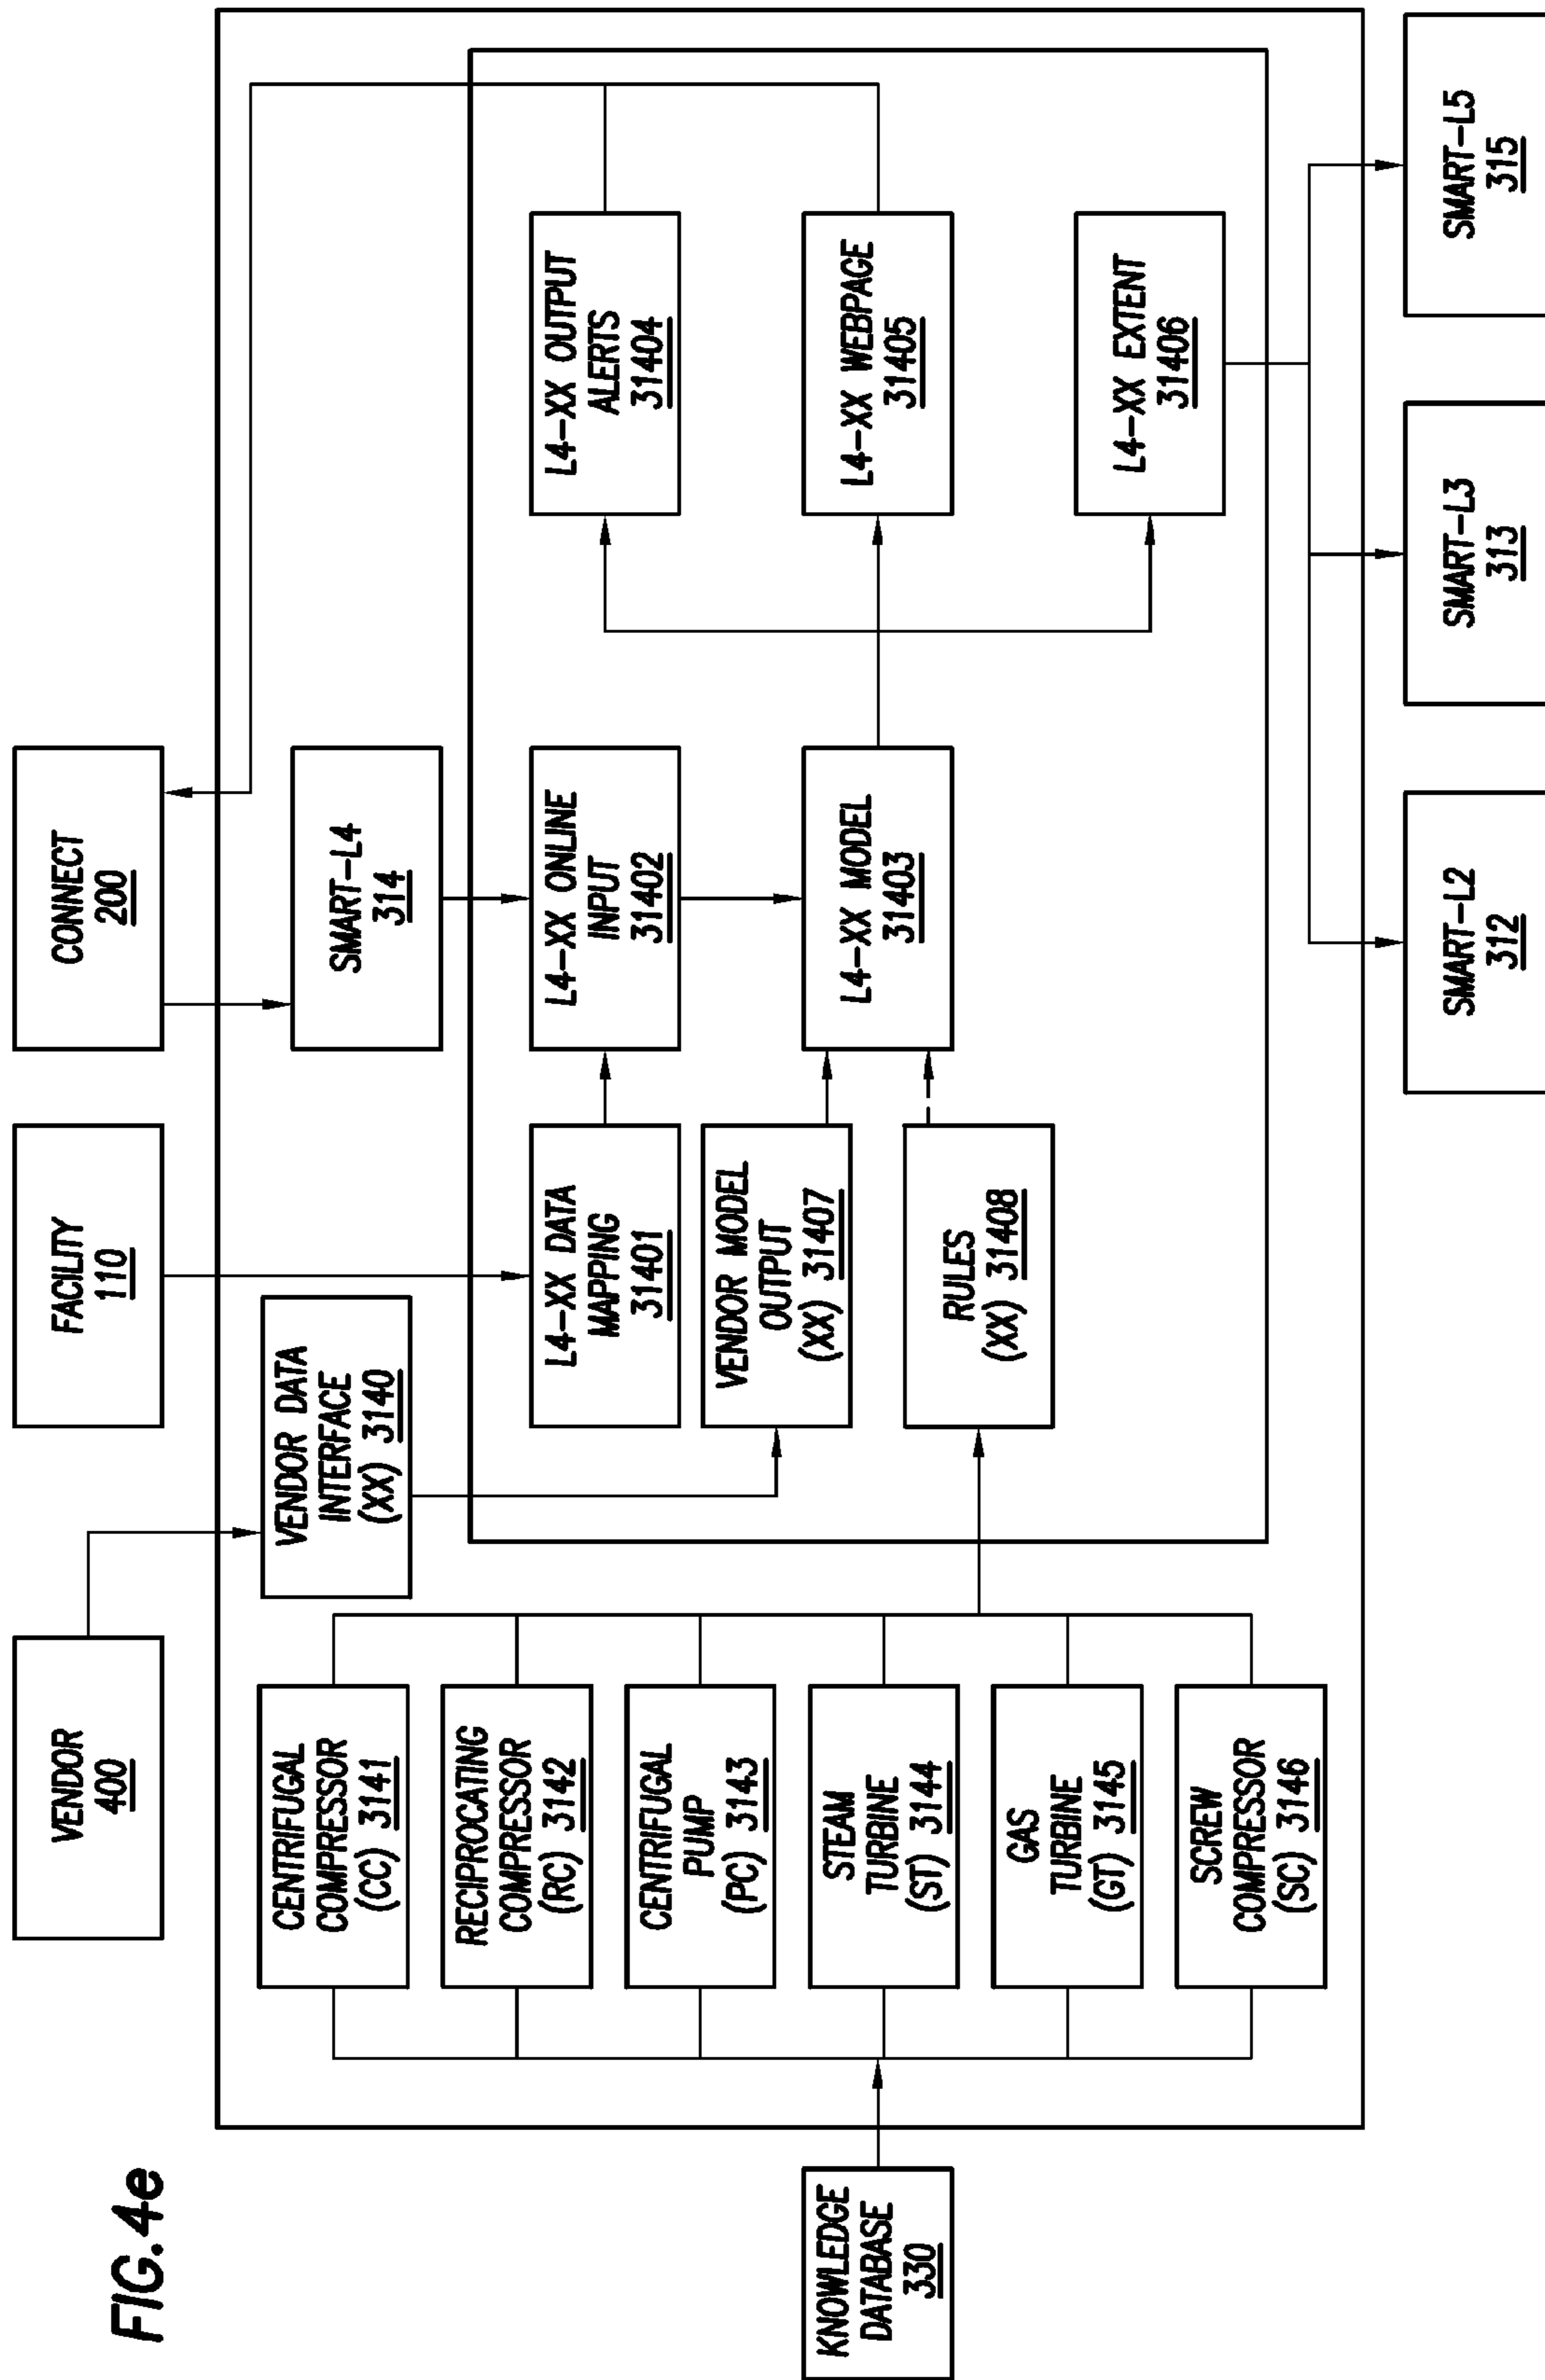 FIG.4e
VENDOR
400
FACILITY
110
CONNECT
200
VENDOR DATA
INTERFACE
(XX) 3140
SMART-L4
314
CENTRIFUGAL
COMPRESSOR
(CC) 3141
RECIPROCATING
COMPRESSOR
(RC) 3142
CENTRIFUGAL
PUMP
(PC) 3143
STEAM
TURBINE
(ST) 3144
GAS
TURBINE
(GT) 3145
SCREW
COMPRESSOR
(SC) 3146
KNOWLEDGE
DATABASE
330
L4-XX DATA
MAPPING
31401
L4-XX ONLINE
INPUT
31402
L4-XX OUTPUT
ALERTS
31404
VENDOR MODEL
OUTPUT
(XX) 31407
L4-XX MODEL
31403
L4-XX WEBPAGE
31405
RULES
(XX) 31408
L4-XX EXTENT
31406
SMART-L2
312
SMART-L3
313
SMART-L5
315